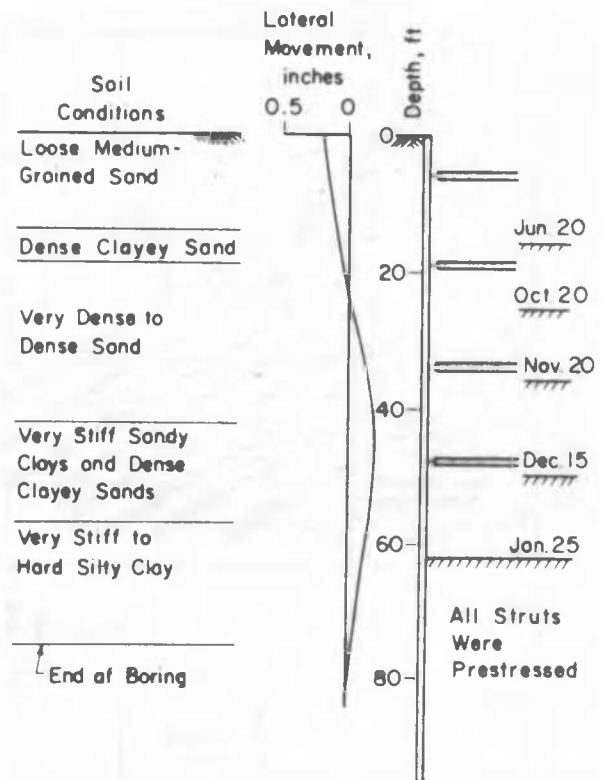 Lateral
Movement,
inches
0.5 0
Depth, ft
Soil
Conditions
Loose Medium-
Grained Sand
Dense Clayey Sand
Very Dense to
Dense Sand
Very Stiff Sandy
Clays and Dense
Clayey Sands
Very Stiff to
Hard Silty Clay
End of Boring
0
20
40
60
80
Jun. 20
Oct. 20
Nov. 20
Dec. 15
Jan. 25
All Struts
Were
Prestressed